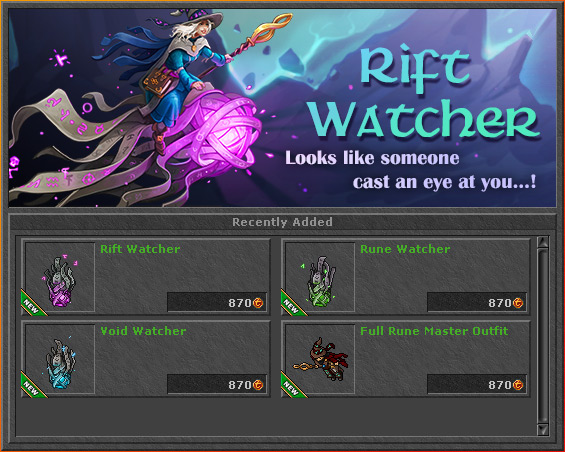 Rift
Watcher
Looks like someone
cast an eye at you...!
Recently Added
Rift Watcher
NEW
870
Rune Watcher
NEW
870
Void Watcher
NEW
870
Full Rune Master Outfit
NEW
870